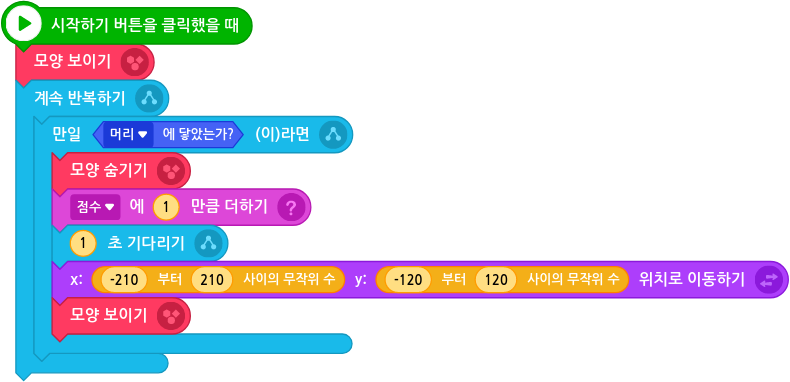 시작하기 버튼을 클릭했을 때
모양 보이기
계속 반복하기
만일 머리 에 닿았는가? (이)라면
모양 숨기기
점수 에 1 만큼 더하기
1 초 기다리기
x: -210 부터 210 사이의 무작위 수 y: -120 부터 120 사이의 무작위 수 위치로 이동하기
모양 보이기